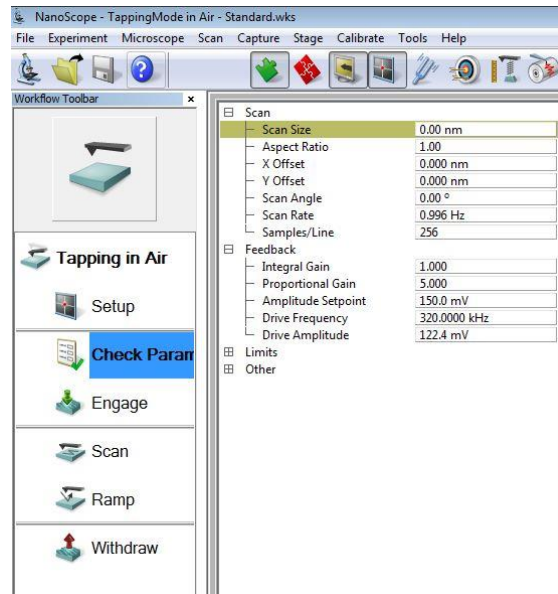 NanoScope - TappingMode in Air - Standard.wks
File Experiment Microscope Scan Capture Stage Calibrate Tools Help
Workflow Toolbar x
Tapping in Air
Setup
Check Param
Engage
Scan
Ramp
Withdraw
Scan
Scan Size 0.00 nm
Aspect Ratio 1.00
X Offset 0.000 nm
Y Offset 0.000 nm
Scan Angle 0.00 º
Scan Rate 0.996 Hz
Samples/Line 256
Feedback
Integral Gain 1.000
Proportional Gain 5.000
Amplitude Setpoint 150.0 mV
Drive Frequency 320.0000 kHz
Drive Amplitude 122.4 mV
Limits
Other